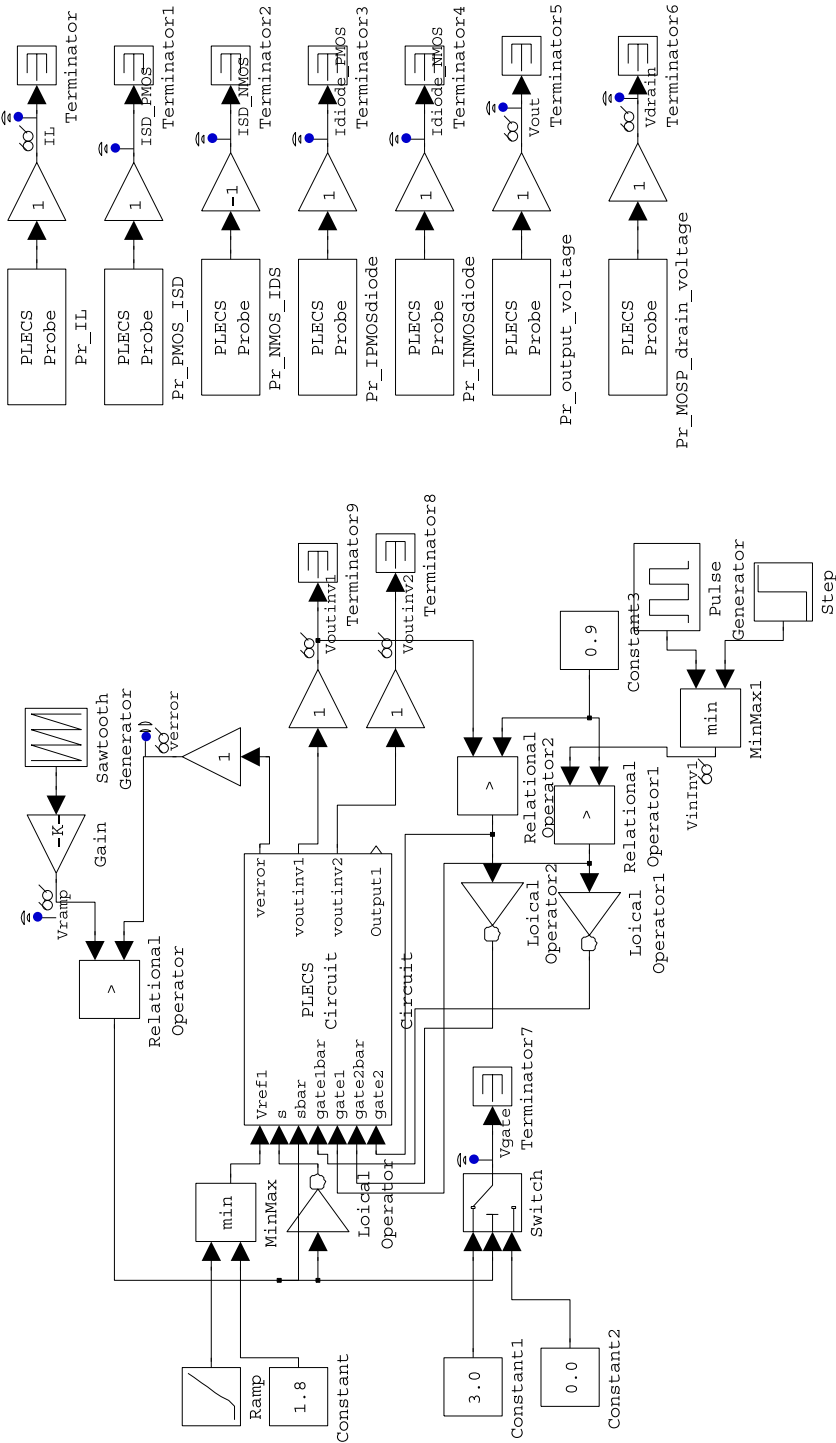 Ramp
1.8
Constant
min
MinMax
Loical
Operator
3.0
Constant1
0.0
Constant2
Switch
Vgate
Terminator7
>
Relational
Operator
Vramp
-K-
Gain
Sawtooth
Generator
verror
1
Vref1
s
sbar
gate1bar
gate1
gate2bar
gate2
PLECS
Circuit
verror
voutinv1
voutinv2
Output1
Circuit
1
Voutinv1
Terminator9
1
Voutinv2
Terminator8
>
Relational
Operator2
Loical
Operator2
>
Relational
Operator1
Loical
Operator1
0.9
Constant3
VinInv1
min
MinMax1
Pulse
Generator
Step
PLECS
Probe
Pr_IL
1
IL
Terminator
PLECS
Probe
Pr_PMOS_ISD
1
ISD_PMOS
Terminator1
PLECS
Probe
Pr_NMOS_IDS
-1
ISD_NMOS
Terminator2
PLECS
Probe
Pr_IPMOSdiode
1
Idiode_PMOS
Terminator3
PLECS
Probe
Pr_INMOSdiode
1
Idiode_NMOS
Terminator4
PLECS
Probe
Pr_output_voltage
1
Vout
Terminator5
PLECS
Probe
Pr_MOSP_drain_voltage
1
Vdrain
Terminator6